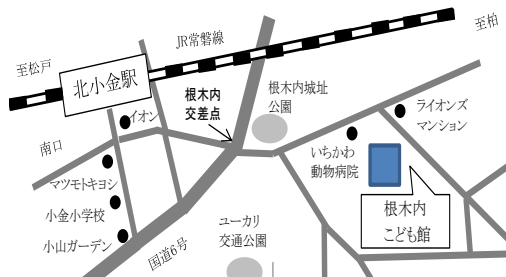 至柏
JR常磐線
至松戸
北小金駅
根木内
交差点
根木内城址
公園
ライオンズ
マンション
イオン
南口
いちかわ
動物病院
マツモトキヨシ
小金小学校
小山ガーデン
根木内
こども館
ユーカリ
交通公園
国道6号